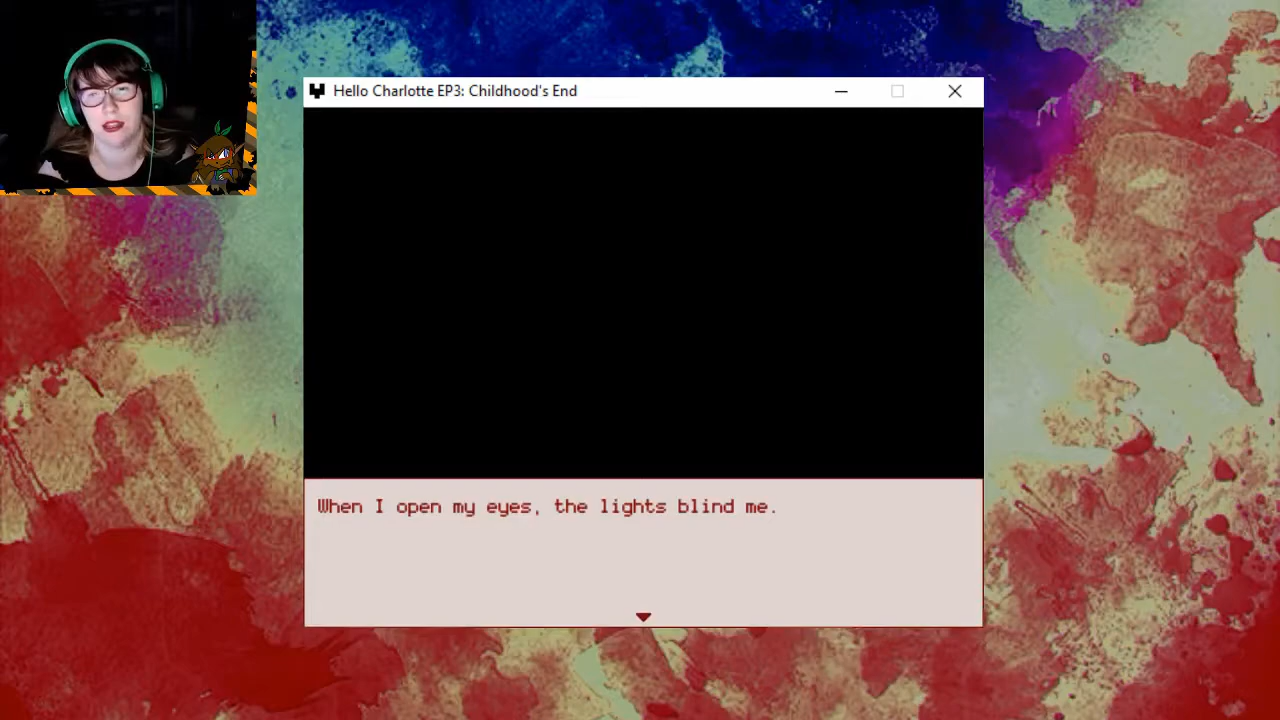 Hello Charlotte EP3: Childhood's End
When I open my eyes, the lights blind me.